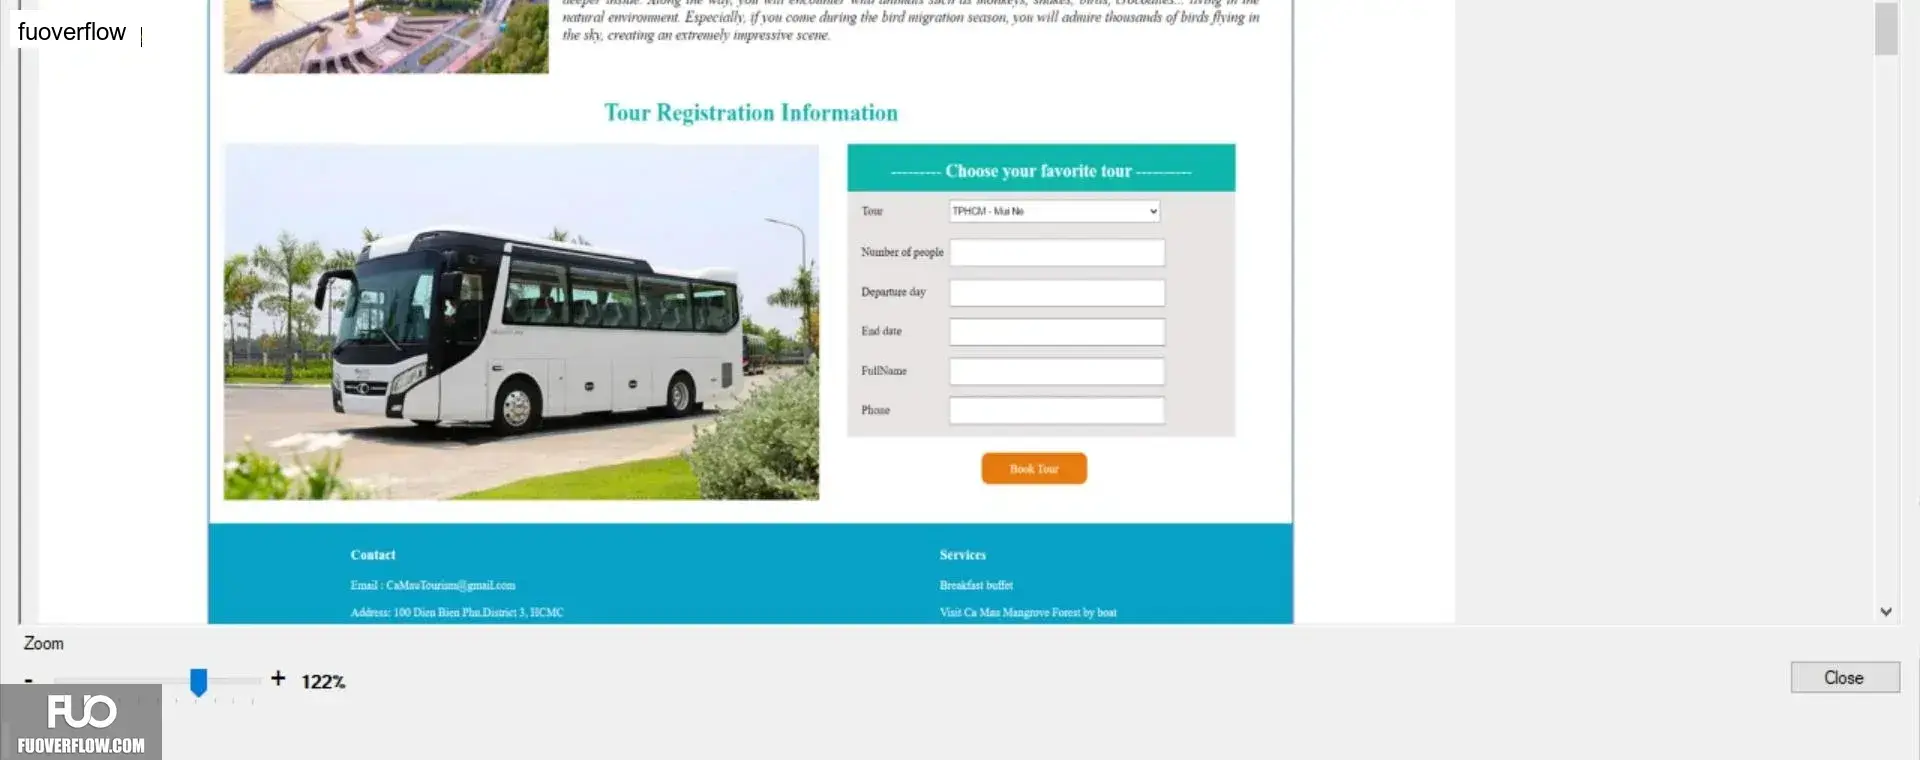 fuoverflow
deeper inside. Along the way, you will encounter wild animals such as monkeys, snakes, birds, crocodiles... living in the
natural environment. Especially, if you come during the bird migration season, you will admire thousands of birds flying in
the sky, creating an extremely impressive scene.
Tour Registration Information
--------- Choose your favorite tour ----------
Tour TPHCM - Mui Ne
Number of people
Departure day
End date
FullName
Phone
Book Tour
Contact
Services
Email : CaMauTourism@gmail.com
Breakfast buffet
Address: 100 Dien Bien Phu.District 3, HCMC
Visit Ca Mau Mangrove Forest by boat
Zoom
- + 122%
Close
FUO
FUOVERFLOW.COM